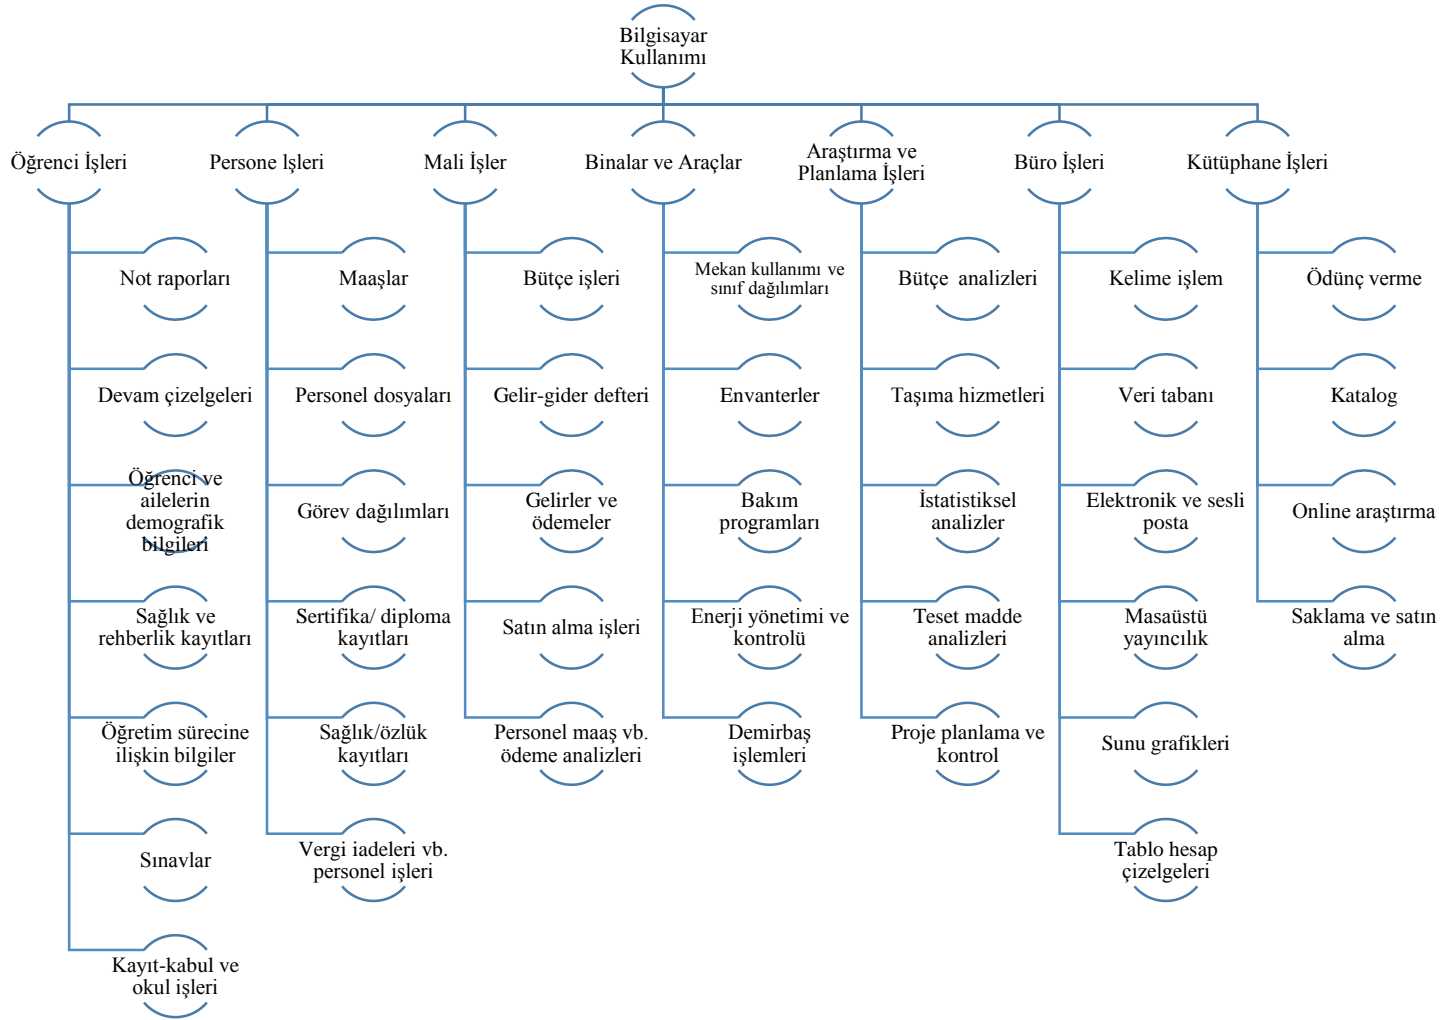 Bilgisayar
Kullanımı
Öğrenci İşleri
Not raporları
Devam çizelgeleri
Öğrenci ve
ailelerin
demografik
bilgileri
Sağlık ve
rehberlik kayıtları
Öğretim sürecine
ilişkin bilgiler
Sınavlar
Kayıt-kabul ve
okul işleri
Persone lşleri
Maaşlar
Personel dosyaları
Görev dağılımları
Sertifika/ diploma
kayıtları
Sağlık/özlük
kayıtları
Vergi iadeleri vb.
personel işleri
Mali İşler
Bütçe işleri
Gelir-gider defteri
Gelirler ve
ödemeler
Satın alma işleri
Personel maaş vb.
ödeme analizleri
Binalar ve Araçlar
Mekan kullanımı ve
sınıf dağılımları
Envanterler
Bakım
programları
Enerji yönetimi ve
kontrolü
Demirbaş
işlemleri
Araştırma ve
Planlama İşleri
Bütçe analizleri
Taşıma hizmetleri
İstatistiksel
analizler
Teset madde
analizleri
Proje planlama ve
kontrol
Büro İşleri
Kelime işlem
Veri tabanı
Elektronik ve sesli
posta
Masaüstü
yayıncılık
Sunu grafikleri
Tablo hesap
çizelgeleri
Kütüphane İşleri
Ödünç verme
Katalog
Online araştırma
Saklama ve satın
alma